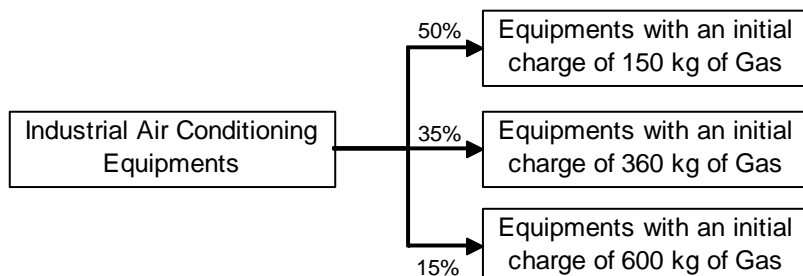 50%
Equipments with an initial
charge of 150 kg of Gas
Industrial Air Conditioning
Equipments
35%
Equipments with an initial
charge of 360 kg of Gas
15%
Equipments with an initial
charge of 600 kg of Gas